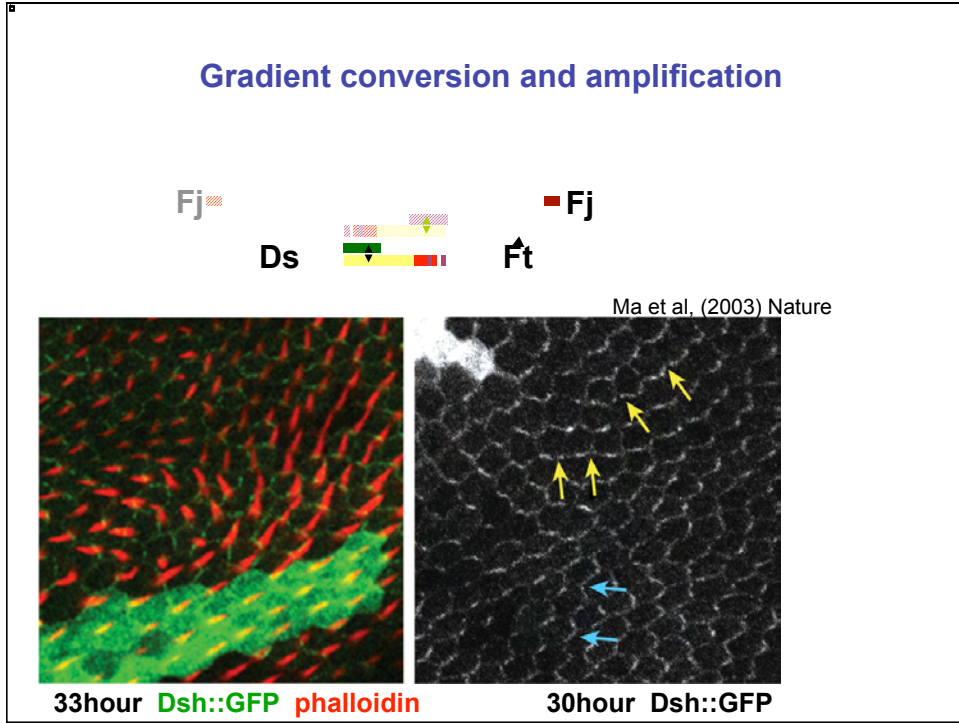 Gradient conversion and amplification
Fj Fj
Ds Ft
Ma et al, (2003) Nature
33hour Dsh::GFP phalloidin 30hour Dsh::GFP